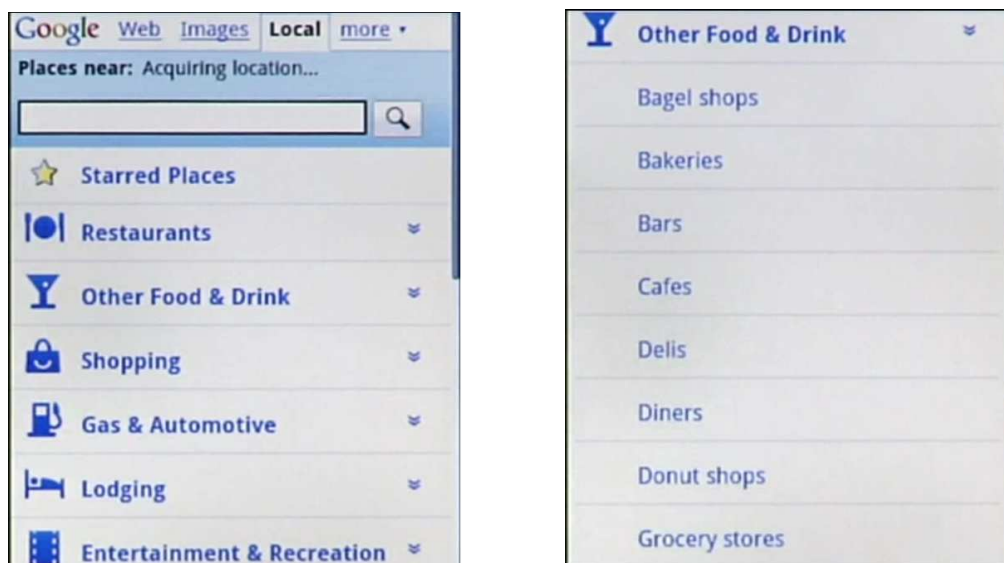 Google Web Images Local more
Places near: Acquiring location...
Starred Places
Restaurants
Other Food & Drink
Shopping
Gas & Automotive
Lodging
Entertainment & Recreation
Other Food & Drink
Bagel shops
Bakeries
Bars
Cafes
Delis
Diners
Donut shops
Grocery stores